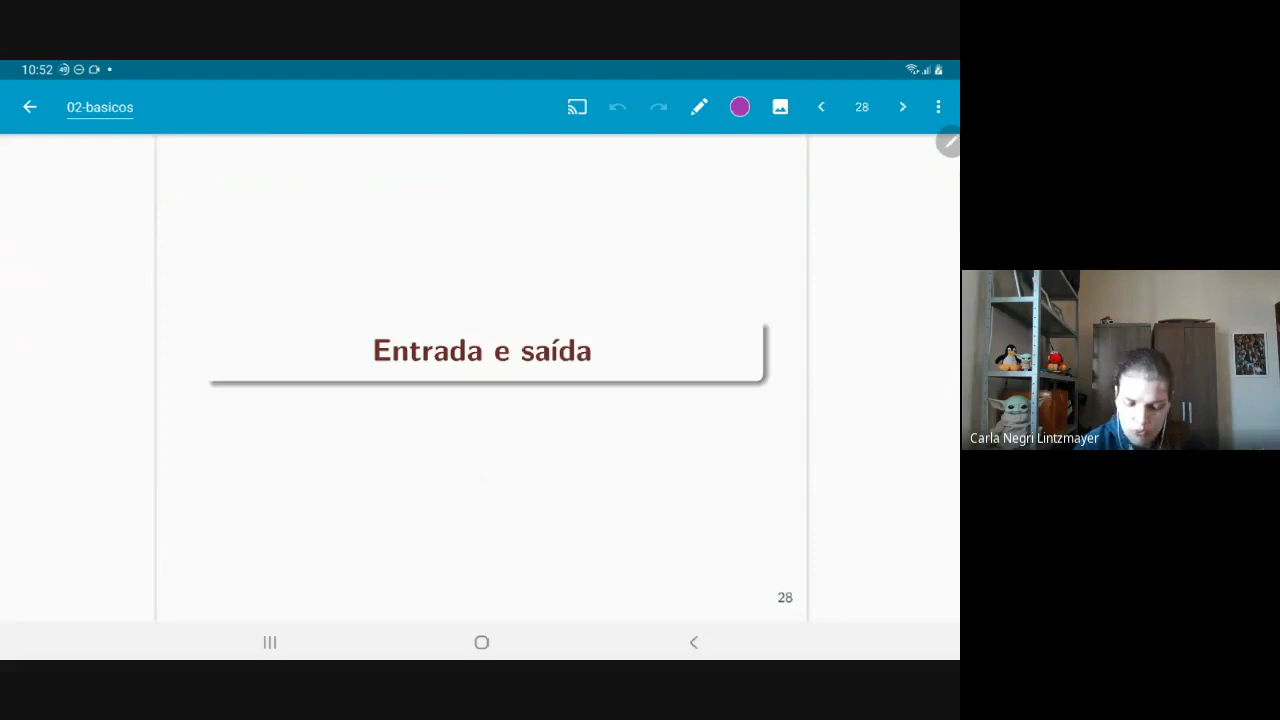 10:52
02-basicos
28
Entrada e saída
28
Carla Negri Lintzmayer